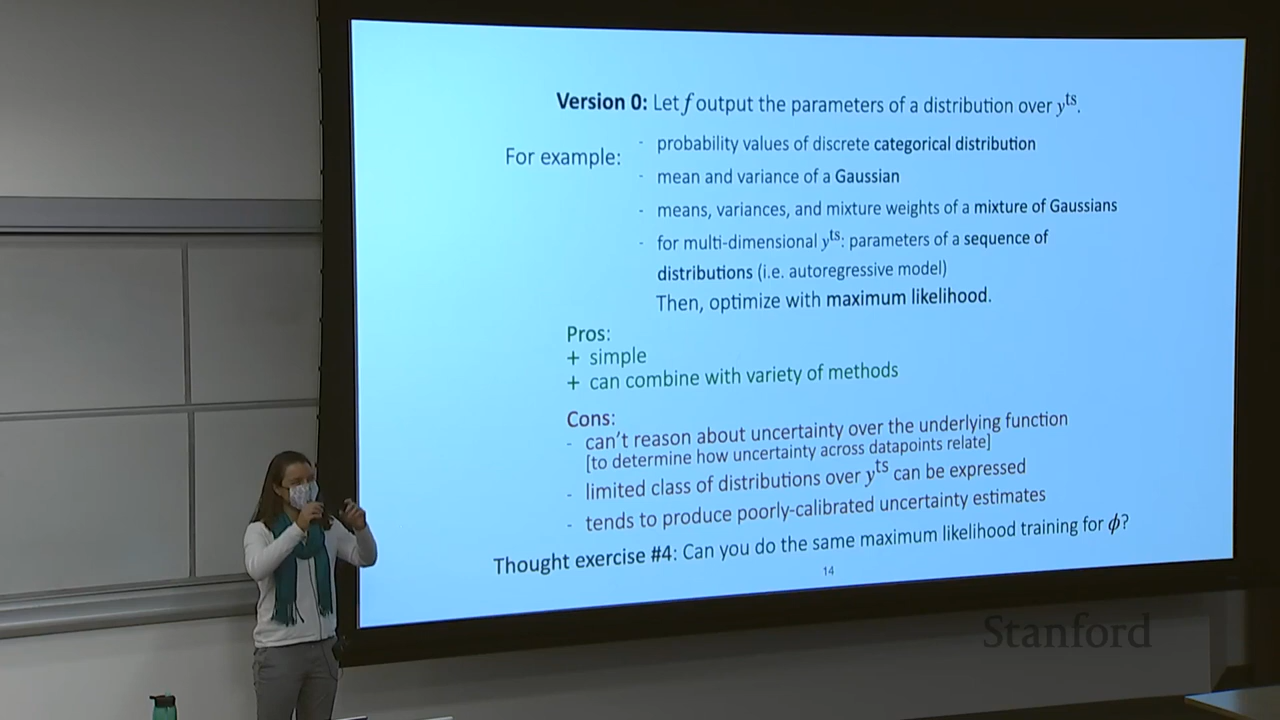 Version 0: Let f output the parameters of a distribution over yᵗˢ.
For example:
- probability values of discrete categorical distribution
- mean and variance of a Gaussian
- means, variances, and mixture weights of a mixture of Gaussians
- for multi-dimensional yᵗˢ: parameters of a sequence of
distributions (i.e. autoregressive model)
Then, optimize with maximum likelihood.
Pros:
+ simple
+ can combine with variety of methods
Cons:
- can't reason about uncertainty over the underlying function
[to determine how uncertainty across datapoints relate]
- limited class of distributions over yᵗˢ can be expressed
- tends to produce poorly-calibrated uncertainty estimates
Thought exercise #4: Can you do the same maximum likelihood training for ϕ?
14
Stanford